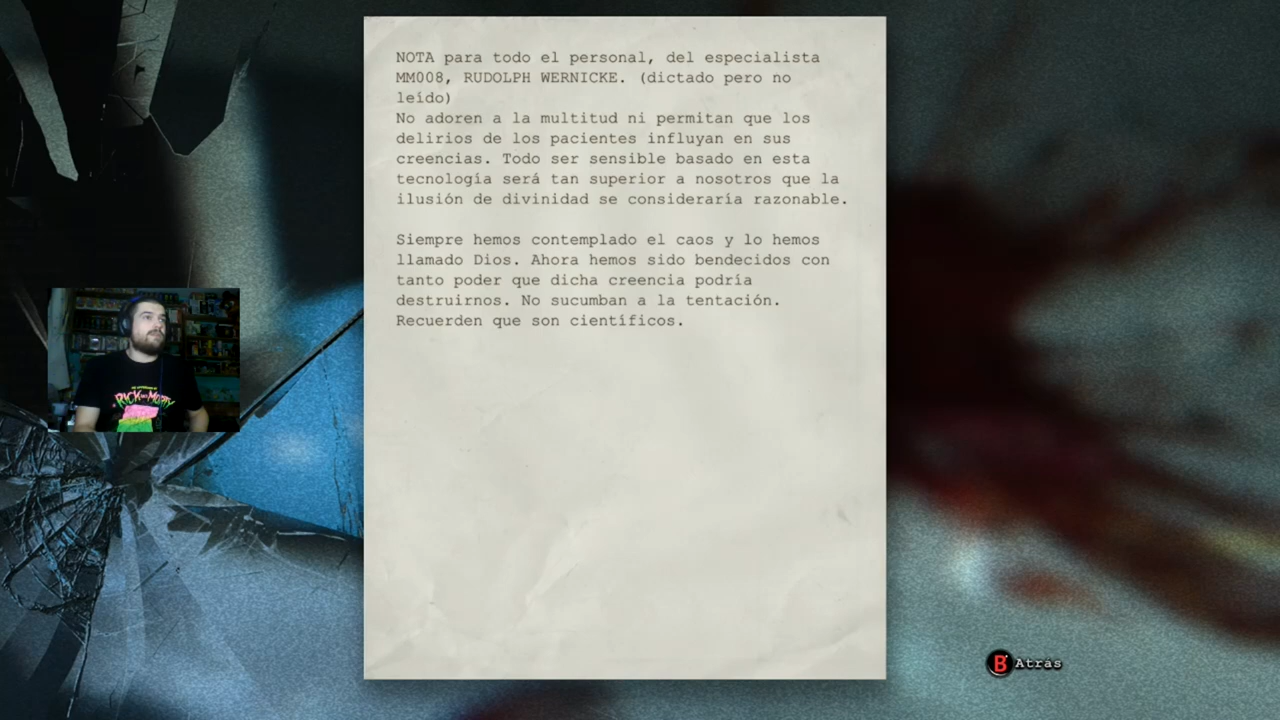 NOTA para todo el personal, del especialista
MM008, RUDOLPH WERNICKE. (dictado pero no
leído)
No adoren a la multitud ni permitan que los
delirios de los pacientes influyan en sus
creencias. Todo ser sensible basado en esta
tecnología será tan superior a nosotros que la
ilusión de divinidad se consideraría razonable.
Siempre hemos contemplado el caos y lo hemos
llamado Dios. Ahora hemos sido bendecidos con
tanto poder que dicha creencia podría
destruirnos. No sucumban a la tentación.
Recuerden que son científicos.
RICK AND MORTY
B Atrás